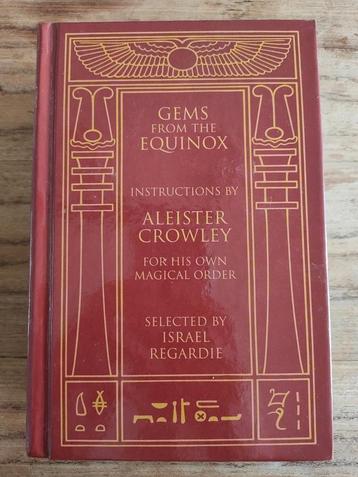 GEMS
FROM THE
EQUINOX
INSTRUCTIONS BY
ALEISTER
CROWLEY
FOR HIS OWN
MAGICAL ORDER
SELECTED BY
ISRAEL
REGARDIE